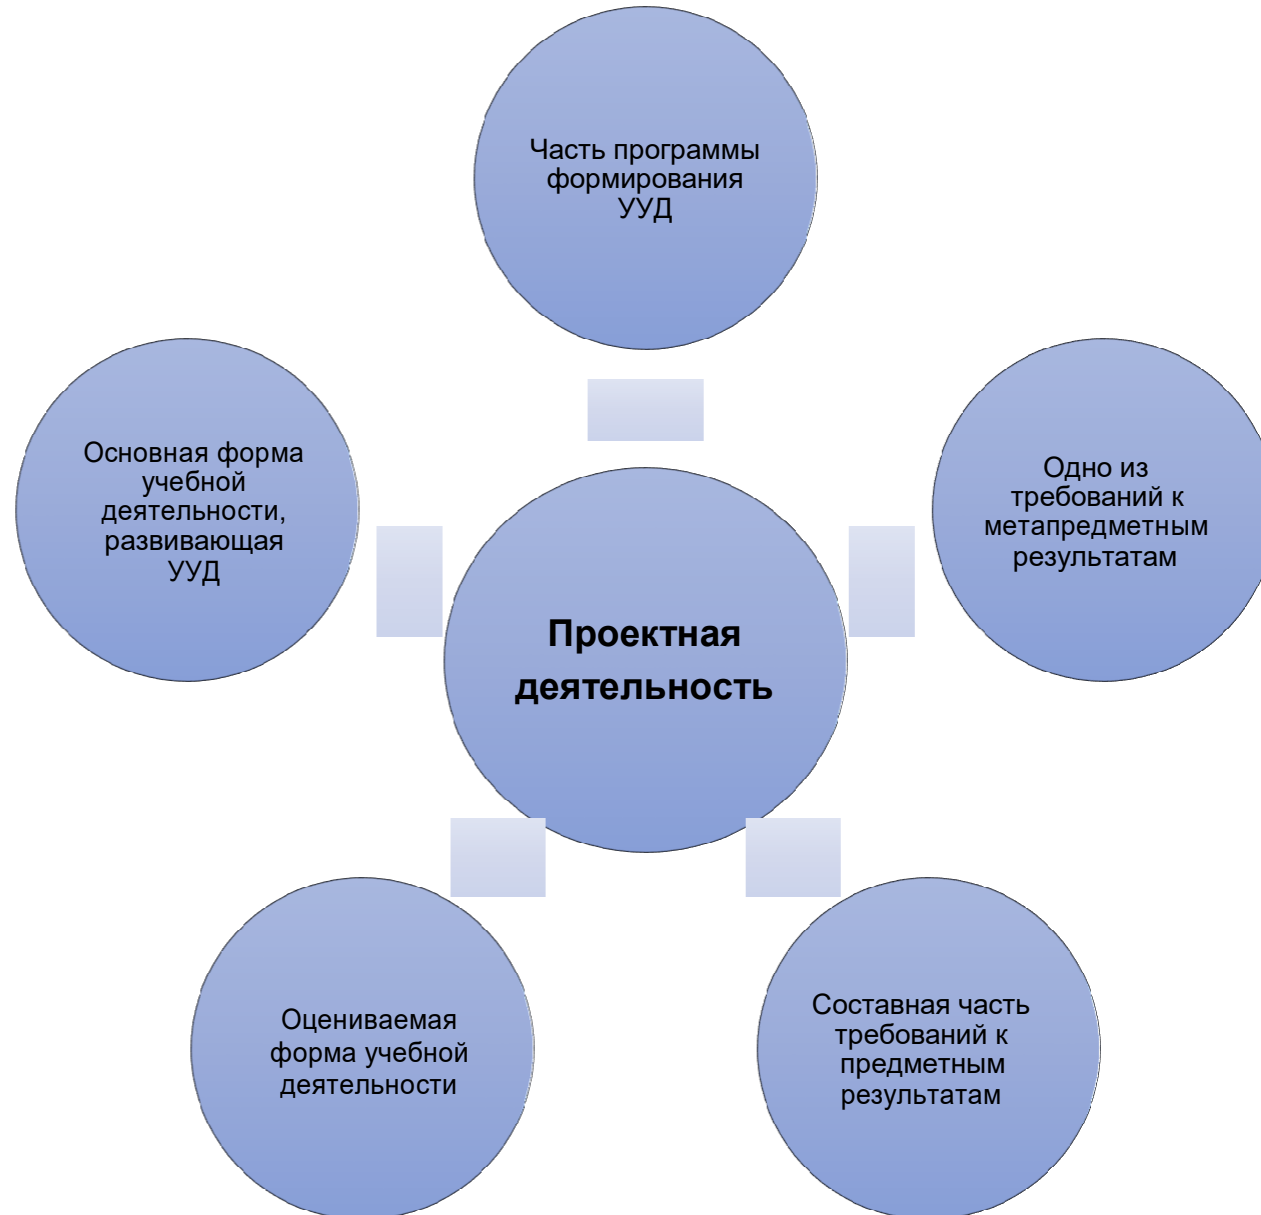 Часть программы
формирования
УУД
Основная форма
учебной
деятельности,
развивающая
УУД
Одно из
требований к
метапредметным
результатам
Проектная
деятельность
Оцениваемая
форма учебной
деятельности
Составная часть
требований к
предметным
результатам